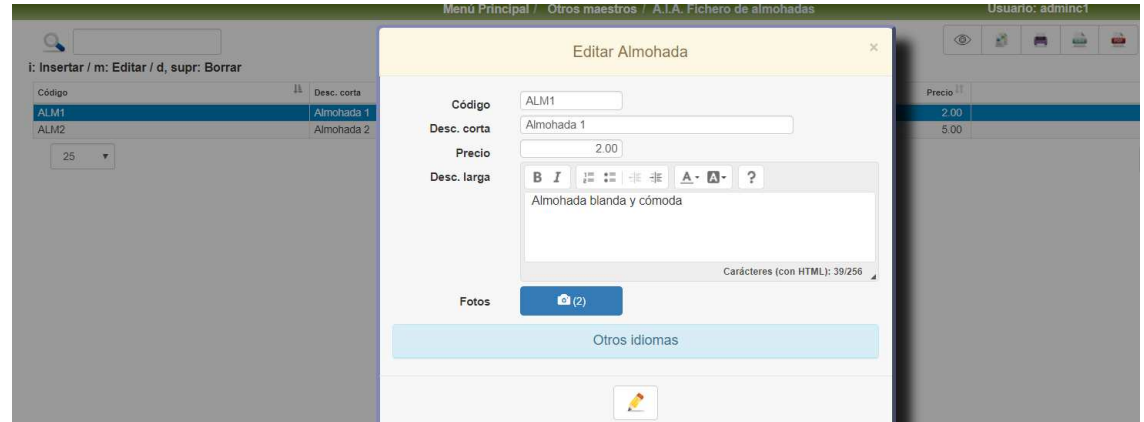 Menú Principal / Otros maestros / A.I.A. Fichero de almohadas Usuario: adminc1
i: Insertar / m: Editar / d, supr: Borrar
Código Desc. corta Precio
ALM1 Almohada 1 2.00
ALM2 Almohada 2 5.00
25
Editar Almohada ×
Código ALM1
Desc. corta Almohada 1
Precio 2.00
Desc. larga B I A A ?
Almohada blanda y cómoda
Carácteres (con HTML): 39/256
Fotos (2)
Otros idiomas